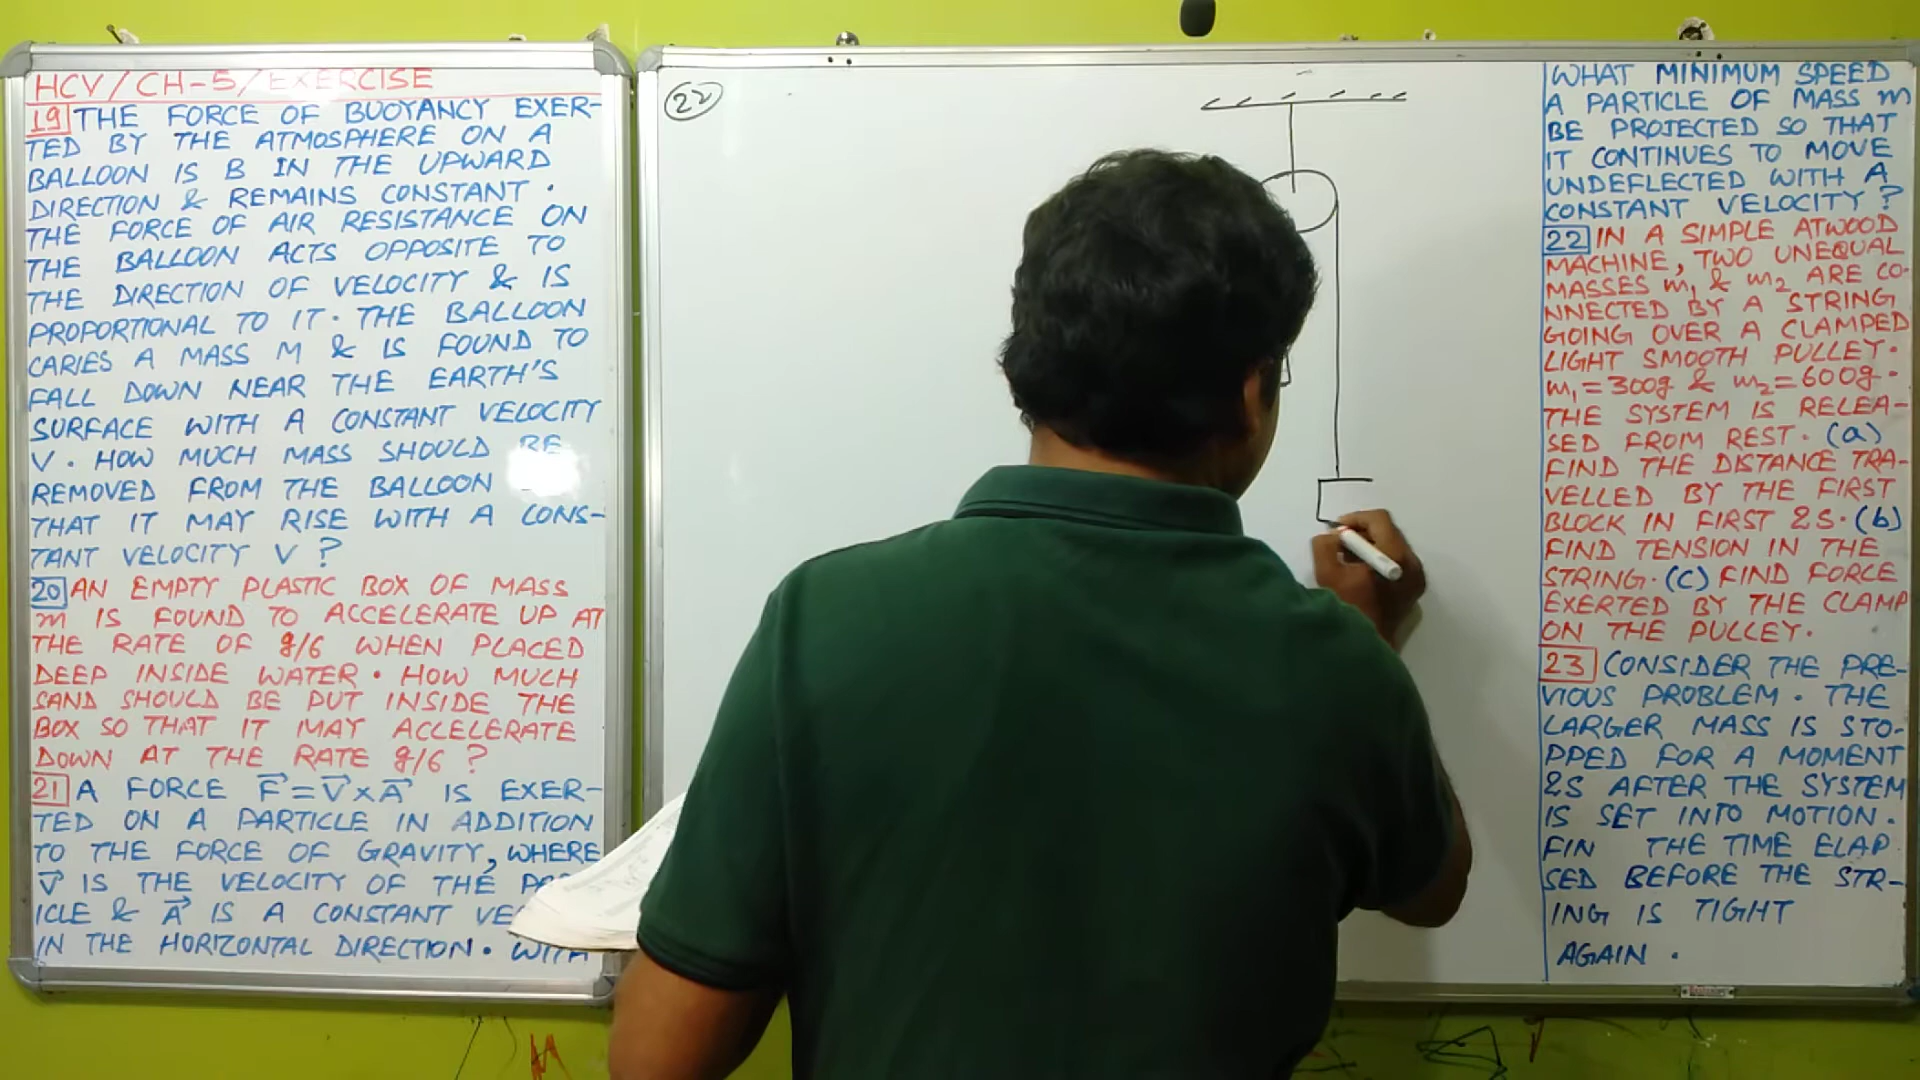 HCV/CH-5/EXERCISE
19 THE FORCE OF BUOYANCY EXER-
TED BY THE ATMOSPHERE ON A
BALLOON IS B IN THE UPWARD
DIRECTION & REMAINS CONSTANT.
THE FORCE OF AIR RESISTANCE ON
THE BALLOON ACTS OPPOSITE TO
THE DIRECTION OF VELOCITY & IS
PROPORTIONAL TO IT. THE BALLOON
CARIES A MASS M & IS FOUND TO
FALL DOWN NEAR THE EARTH'S
SURFACE WITH A CONSTANT VELOCITY
V. HOW MUCH MASS SHOULD BE
REMOVED FROM THE BALLOON
THAT IT MAY RISE WITH A CONS-
TANT VELOCITY V ?
20 AN EMPTY PLASTIC BOX OF MASS
m IS FOUND TO ACCELERATE UP AT
THE RATE OF g/6 WHEN PLACED
DEEP INSIDE WATER. HOW MUCH
SAND SHOULD BE PUT INSIDE THE
BOX SO THAT IT MAY ACCELERATE
DOWN AT THE RATE g/6 ?
21 A FORCE F⃗ = V⃗ x A⃗ IS EXER-
TED ON A PARTICLE IN ADDITION
TO THE FORCE OF GRAVITY, WHERE
V⃗ IS THE VELOCITY OF THE
ICLE & A⃗ IS A CONSTANT
IN THE HORIZONTAL DIRECTION. WITH
22
WHAT MINIMUM SPEED
A PARTICLE OF MASS m
BE PROJECTED SO THAT
IT CONTINUES TO MOVE
UNDEFLECTED WITH A
CONSTANT VELOCITY ?
22 IN A SIMPLE ATWOOD
MACHINE, TWO UNEQUAL
MASSES m₁ & m₂ ARE CO-
NNECTED BY A STRING
GOING OVER A CLAMPED
LIGHT SMOOTH PULLEY.
m₁ = 300g & m₂ = 600g.
THE SYSTEM IS RELEA-
SED FROM REST. (a)
FIND THE DISTANCE TRA-
VELLED BY THE FIRST
BLOCK IN FIRST 2S. (b)
FIND TENSION IN THE
STRING. (C) FIND FORCE
EXERTED BY THE CLAMP
ON THE PULLEY.
23 CONSIDER THE PRE-
VIOUS PROBLEM. THE
LARGER MASS IS STO-
PPED FOR A MOMENT
2S AFTER THE SYSTEM
IS SET INTO MOTION.
FIN THE TIME ELAP
SED BEFORE THE STR-
ING IS TIGHT
AGAIN.